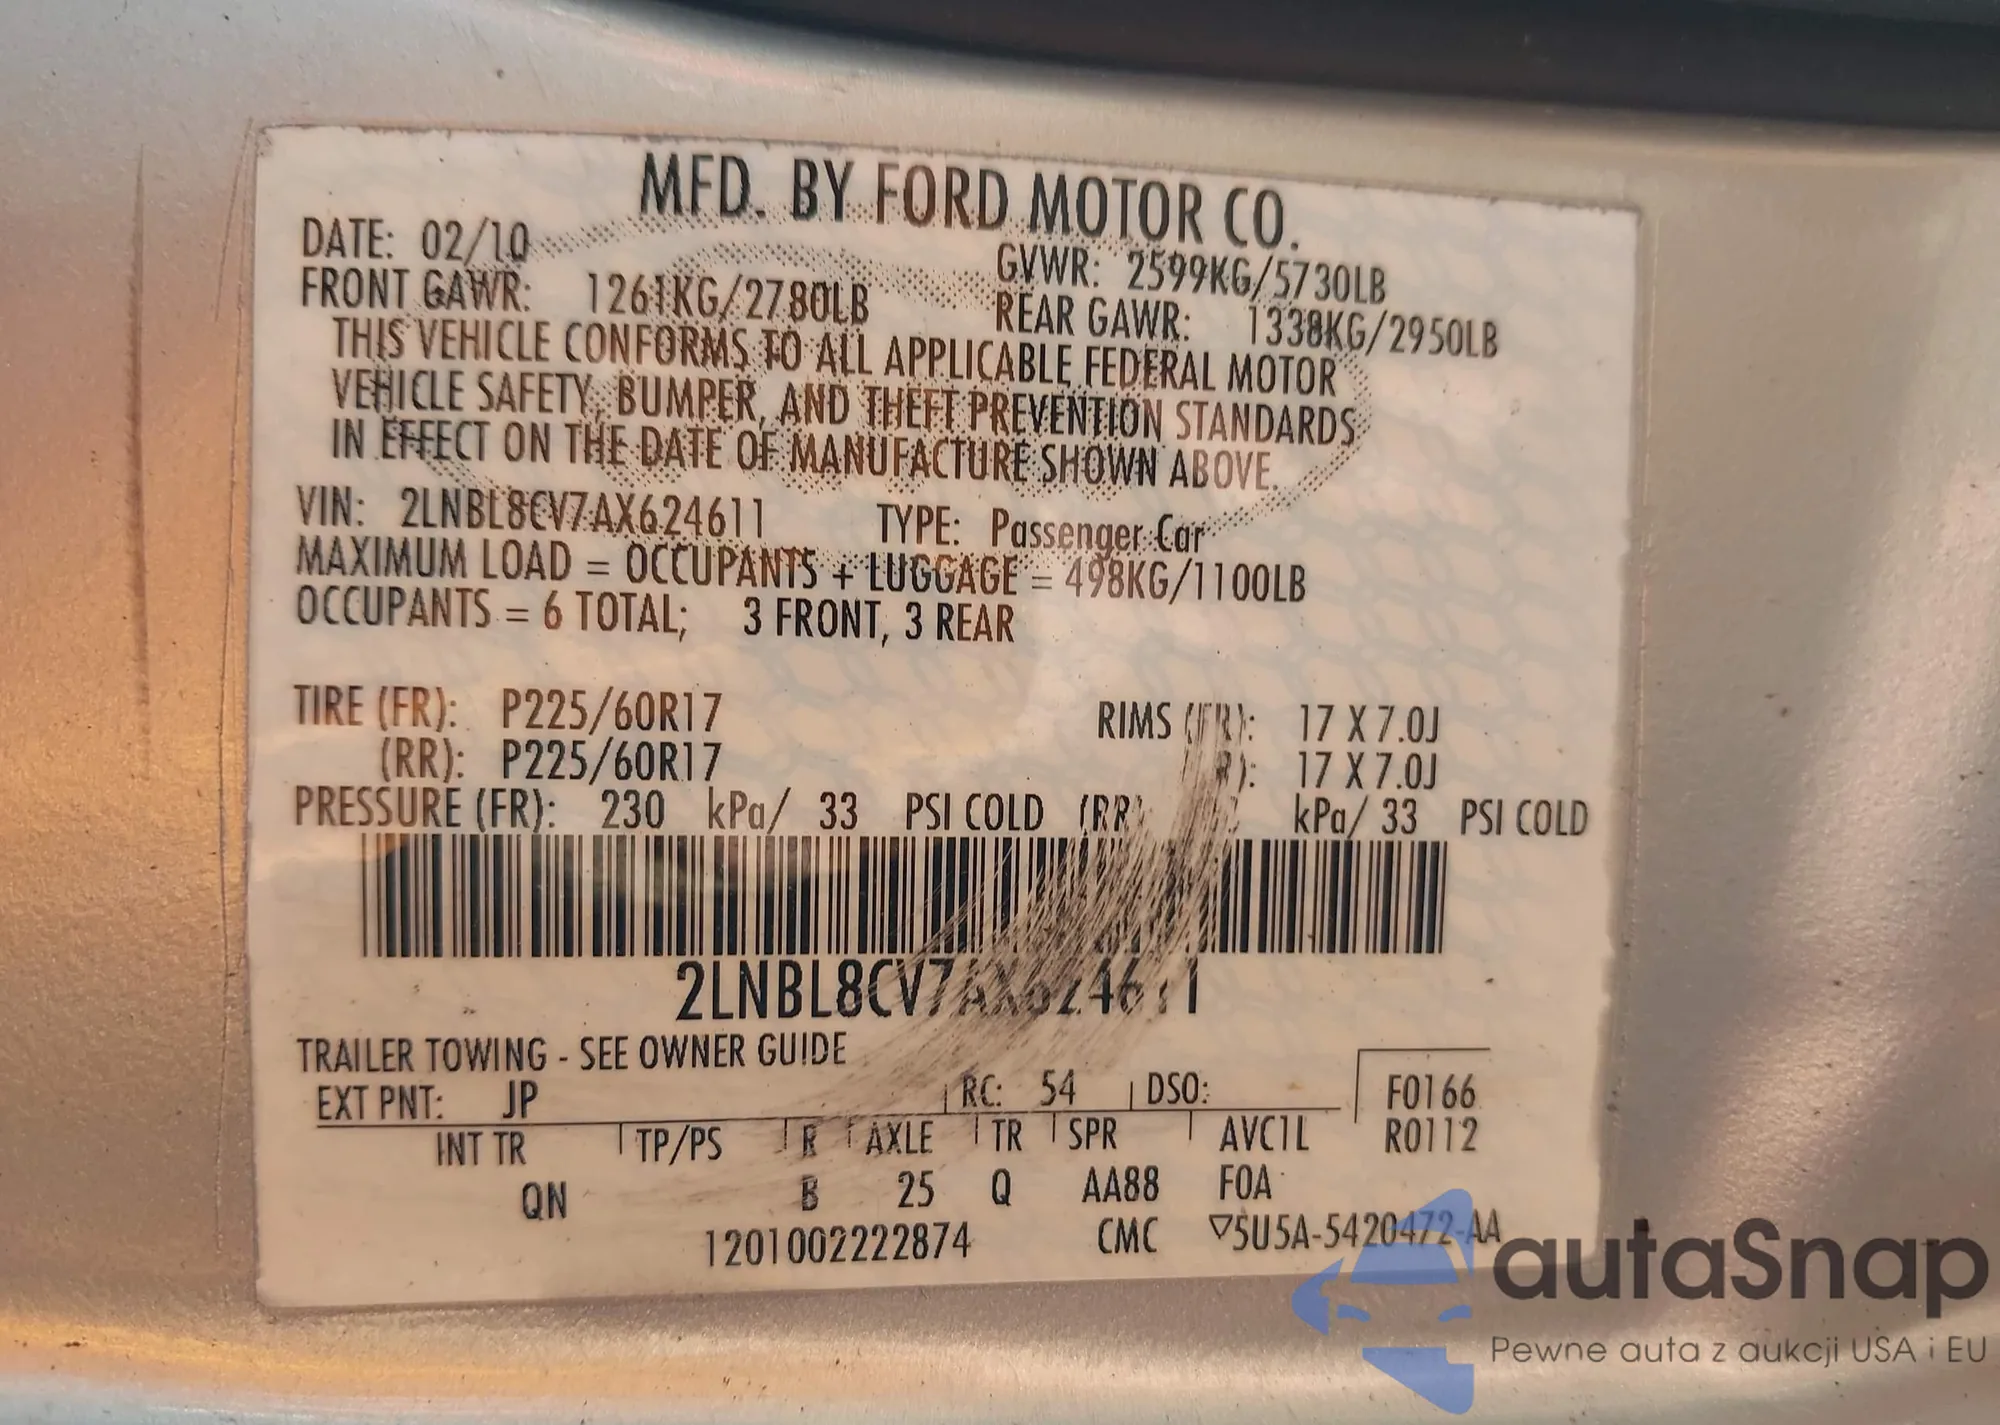 MFD. BY FORD MOTOR CO.
DATE: 02/10 GVWR: 2599KG/5730LB
FRONT GAWR: 1261KG/2780LB REAR GAWR: 1338KG/2950LB
THIS VEHICLE CONFORMS TO ALL APPLICABLE FEDERAL MOTOR
VEHICLE SAFETY, BUMPER, AND THEFT PREVENTION STANDARDS
IN EFFECT ON THE DATE OF MANUFACTURE SHOWN ABOVE.
VIN: 2LNBL8CV7AX624611 TYPE: Passenger Car
MAXIMUM LOAD = OCCUPANTS + LUGGAGE = 498KG/1100LB
OCCUPANTS = 6 TOTAL; 3 FRONT, 3 REAR
TIRE (FR): P225/60R17 RIMS (FR): 17 X 7.0J
(RR): P225/60R17 17 X 7.0J
PRESSURE (FR): 230 kPa/ 33 PSI COLD (RR): kPa/ 33 PSI COLD
2LNBL8CV7AX624611
TRAILER TOWING - SEE OWNER GUIDE
EXT PNT: JP RC: 54 DSO: F0166
INT TR TP/PS R AXLE TR SPR AVC1L R0112
QN B 25 Q AA88 F0A
1201002222874 CMC ▽5U5A-5420472-AA
autaSnap
Pewne auta z aukcji USA i EU